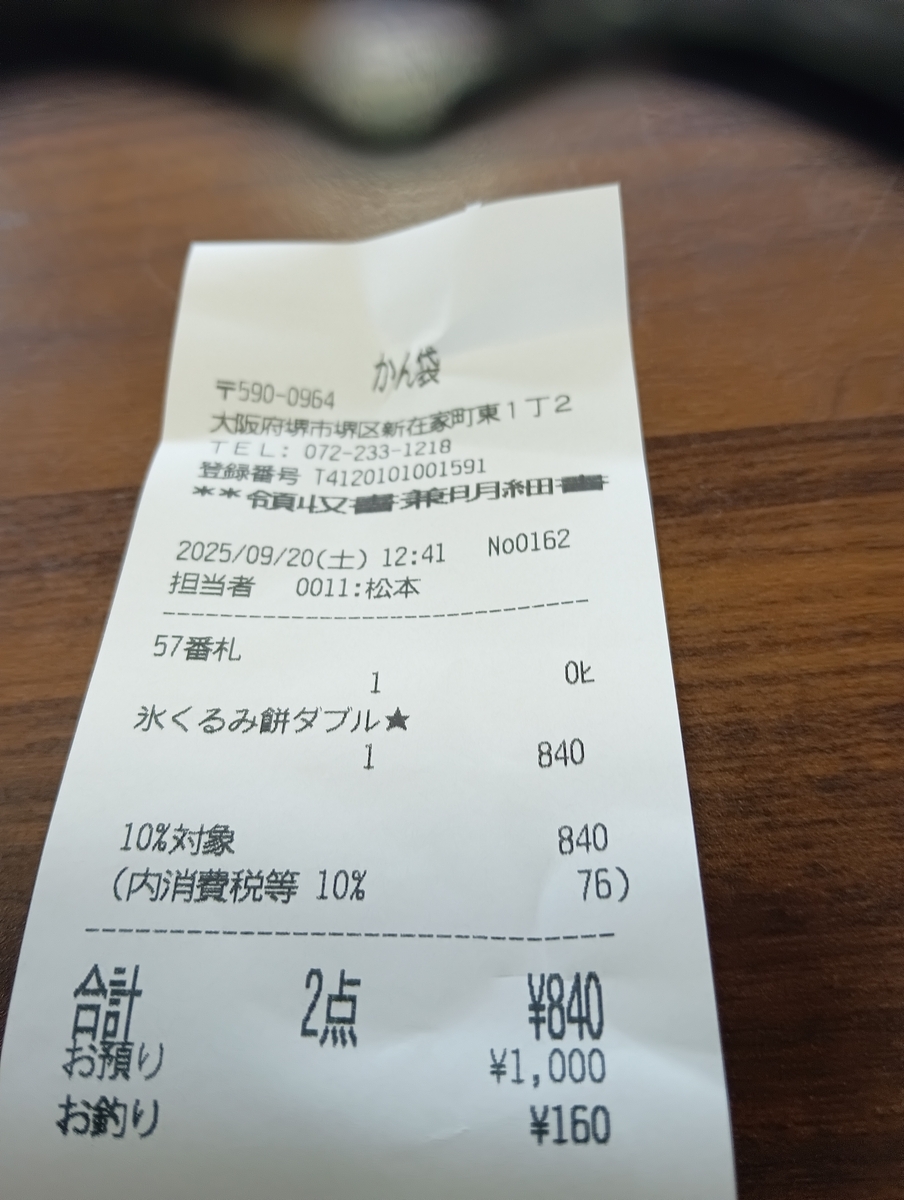 かん袋
〒590-0964
大阪府堺市堺区新在家町東1丁2
TEL: 072-233-1218
登録番号 T4120101001591
**領収書兼明細書
2025/09/20(土) 12:41 No0162
担当者 0011:松本
57番札
1 0ﾋ
氷くるみ餅ダブル★
1 840
10%対象 840
(内消費税等 10% 76)
合計 2点 ¥840
お預り ¥1,000
お釣り ¥160